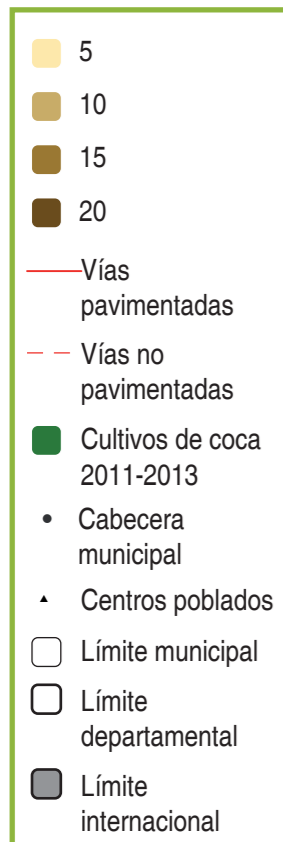 5
10
15
20
Vías
pavimentadas
Vías no
pavimentadas
Cultivos de coca
2011-2013
Cabecera
municipal
Centros poblados
Límite municipal
Límite
departamental
Límite
internacional